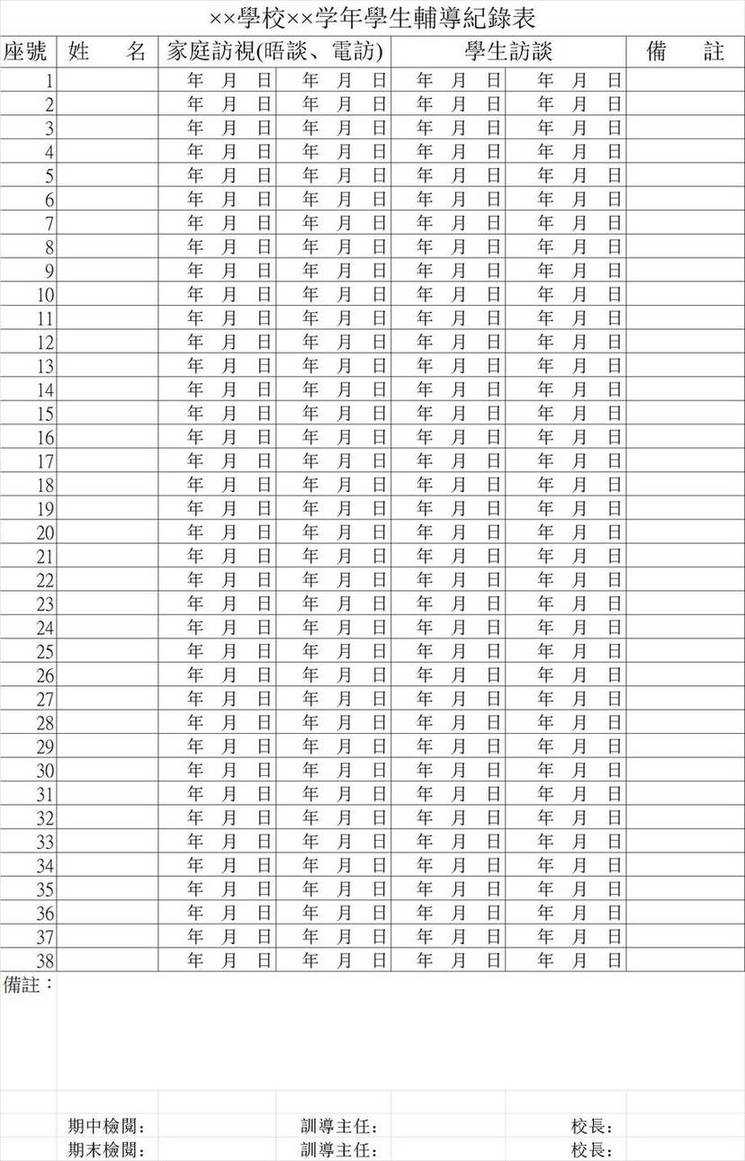 ××學校××学年學生輔導紀錄表
座號 姓 名 家庭訪視(晤談、電訪) 學生訪談 備 註
1 年 月 日 年 月 日 年 月 日 年 月 日
2 年 月 日 年 月 日 年 月 日 年 月 日
3 年 月 日 年 月 日 年 月 日 年 月 日
4 年 月 日 年 月 日 年 月 日 年 月 日
5 年 月 日 年 月 日 年 月 日 年 月 日
6 年 月 日 年 月 日 年 月 日 年 月 日
7 年 月 日 年 月 日 年 月 日 年 月 日
8 年 月 日 年 月 日 年 月 日 年 月 日
9 年 月 日 年 月 日 年 月 日 年 月 日
10 年 月 日 年 月 日 年 月 日 年 月 日
11 年 月 日 年 月 日 年 月 日 年 月 日
12 年 月 日 年 月 日 年 月 日 年 月 日
13 年 月 日 年 月 日 年 月 日 年 月 日
14 年 月 日 年 月 日 年 月 日 年 月 日
15 年 月 日 年 月 日 年 月 日 年 月 日
16 年 月 日 年 月 日 年 月 日 年 月 日
17 年 月 日 年 月 日 年 月 日 年 月 日
18 年 月 日 年 月 日 年 月 日 年 月 日
19 年 月 日 年 月 日 年 月 日 年 月 日
20 年 月 日 年 月 日 年 月 日 年 月 日
21 年 月 日 年 月 日 年 月 日 年 月 日
22 年 月 日 年 月 日 年 月 日 年 月 日
23 年 月 日 年 月 日 年 月 日 年 月 日
24 年 月 日 年 月 日 年 月 日 年 月 日
25 年 月 日 年 月 日 年 月 日 年 月 日
26 年 月 日 年 月 日 年 月 日 年 月 日
27 年 月 日 年 月 日 年 月 日 年 月 日
28 年 月 日 年 月 日 年 月 日 年 月 日
29 年 月 日 年 月 日 年 月 日 年 月 日
30 年 月 日 年 月 日 年 月 日 年 月 日
31 年 月 日 年 月 日 年 月 日 年 月 日
32 年 月 日 年 月 日 年 月 日 年 月 日
33 年 月 日 年 月 日 年 月 日 年 月 日
34 年 月 日 年 月 日 年 月 日 年 月 日
35 年 月 日 年 月 日 年 月 日 年 月 日
36 年 月 日 年 月 日 年 月 日 年 月 日
37 年 月 日 年 月 日 年 月 日 年 月 日
38 年 月 日 年 月 日 年 月 日 年 月 日
備註：
期中檢閱： 訓導主任： 校長：
期末檢閱： 訓導主任： 校長：